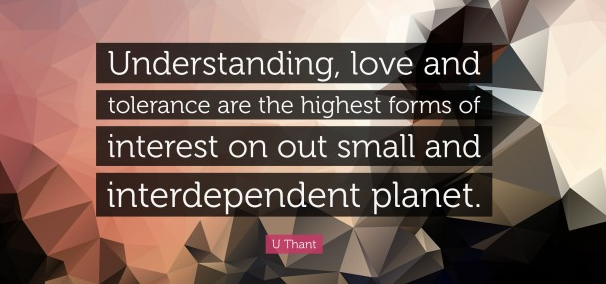 Understanding, love and
tolerance are the highest forms of
interest on out small and
interdependent planet.
U Thant